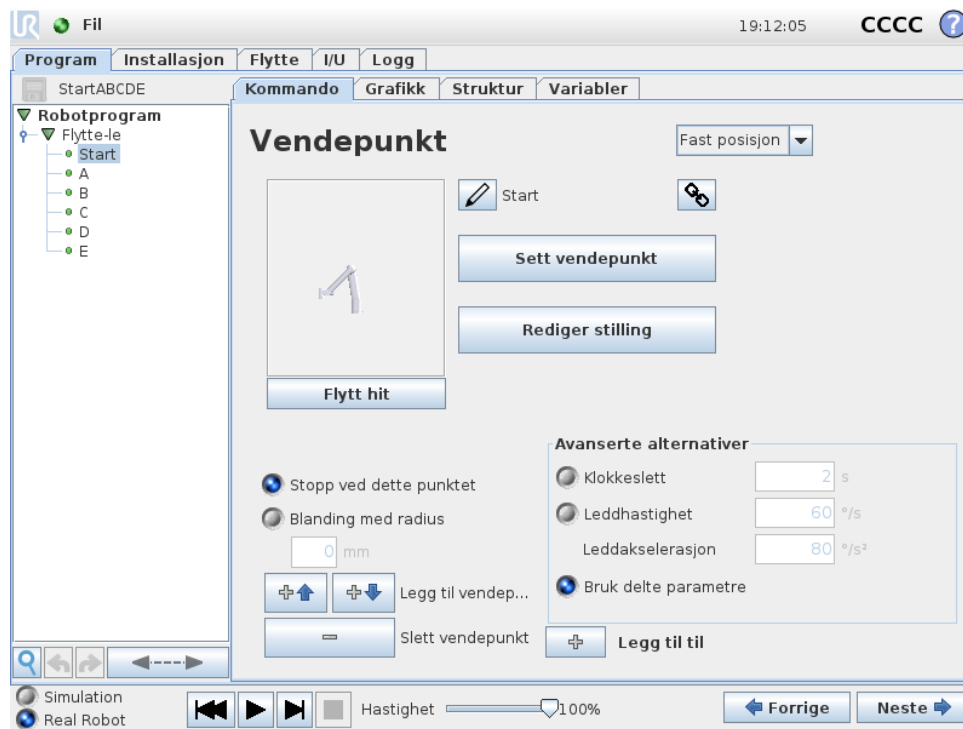 UR Fil 19:12:05 CCCC ?
Program Installasjon Flytte I/U Logg
StartABCDE
Kommando Grafikk Struktur Variabler
Robotprogram
Flytte-le
Start
A
B
C
D
E
Vendepunkt
Fast posisjon
Start
Sett vendepunkt
Rediger stilling
Flytt hit
Stopp ved dette punktet
Blanding med radius
0 mm
Legg til vendep...
Slett vendepunkt
Avanserte alternativer
Klokkeslett 2 s
Leddhastighet 60 °/s
Leddakselerasjon 80 °/s²
Bruk delte parametre
Legg til til
Simulation
Real Robot
Hastighet 100%
Forrige
Neste